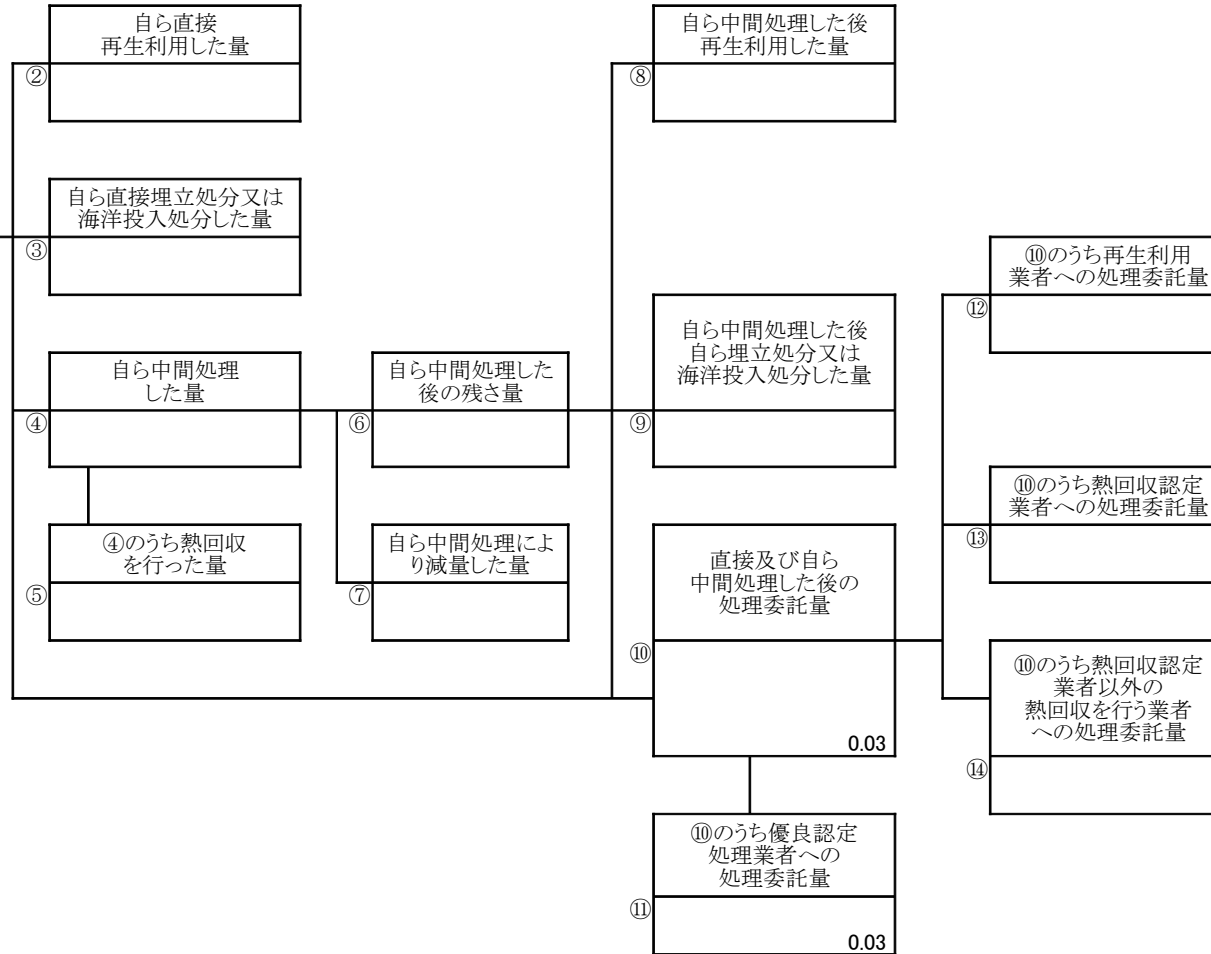 自ら直接
再生利用した量
②
自ら中間処理した後
再生利用した量
⑧
自ら直接埋立処分又は
海洋投入処分した量
③
⑩のうち再生利用
業者への処理委託量
⑫
自ら中間処理
した量
④
自ら中間処理した
後の残さ量
⑥
自ら中間処理した後
自ら埋立処分又は
海洋投入処分した量
⑨
⑩のうち熱回収認定
業者への処理委託量
⑬
④のうち熱回収
を行った量
⑤
自ら中間処理によ
り減量した量
⑦
直接及び自ら
中間処理した後の
処理委託量
⑩
0.03
⑩のうち熱回収認定
業者以外の
熱回収を行う業者
への処理委託量
⑭
⑩のうち優良認定
処理業者への
処理委託量
⑪
0.03